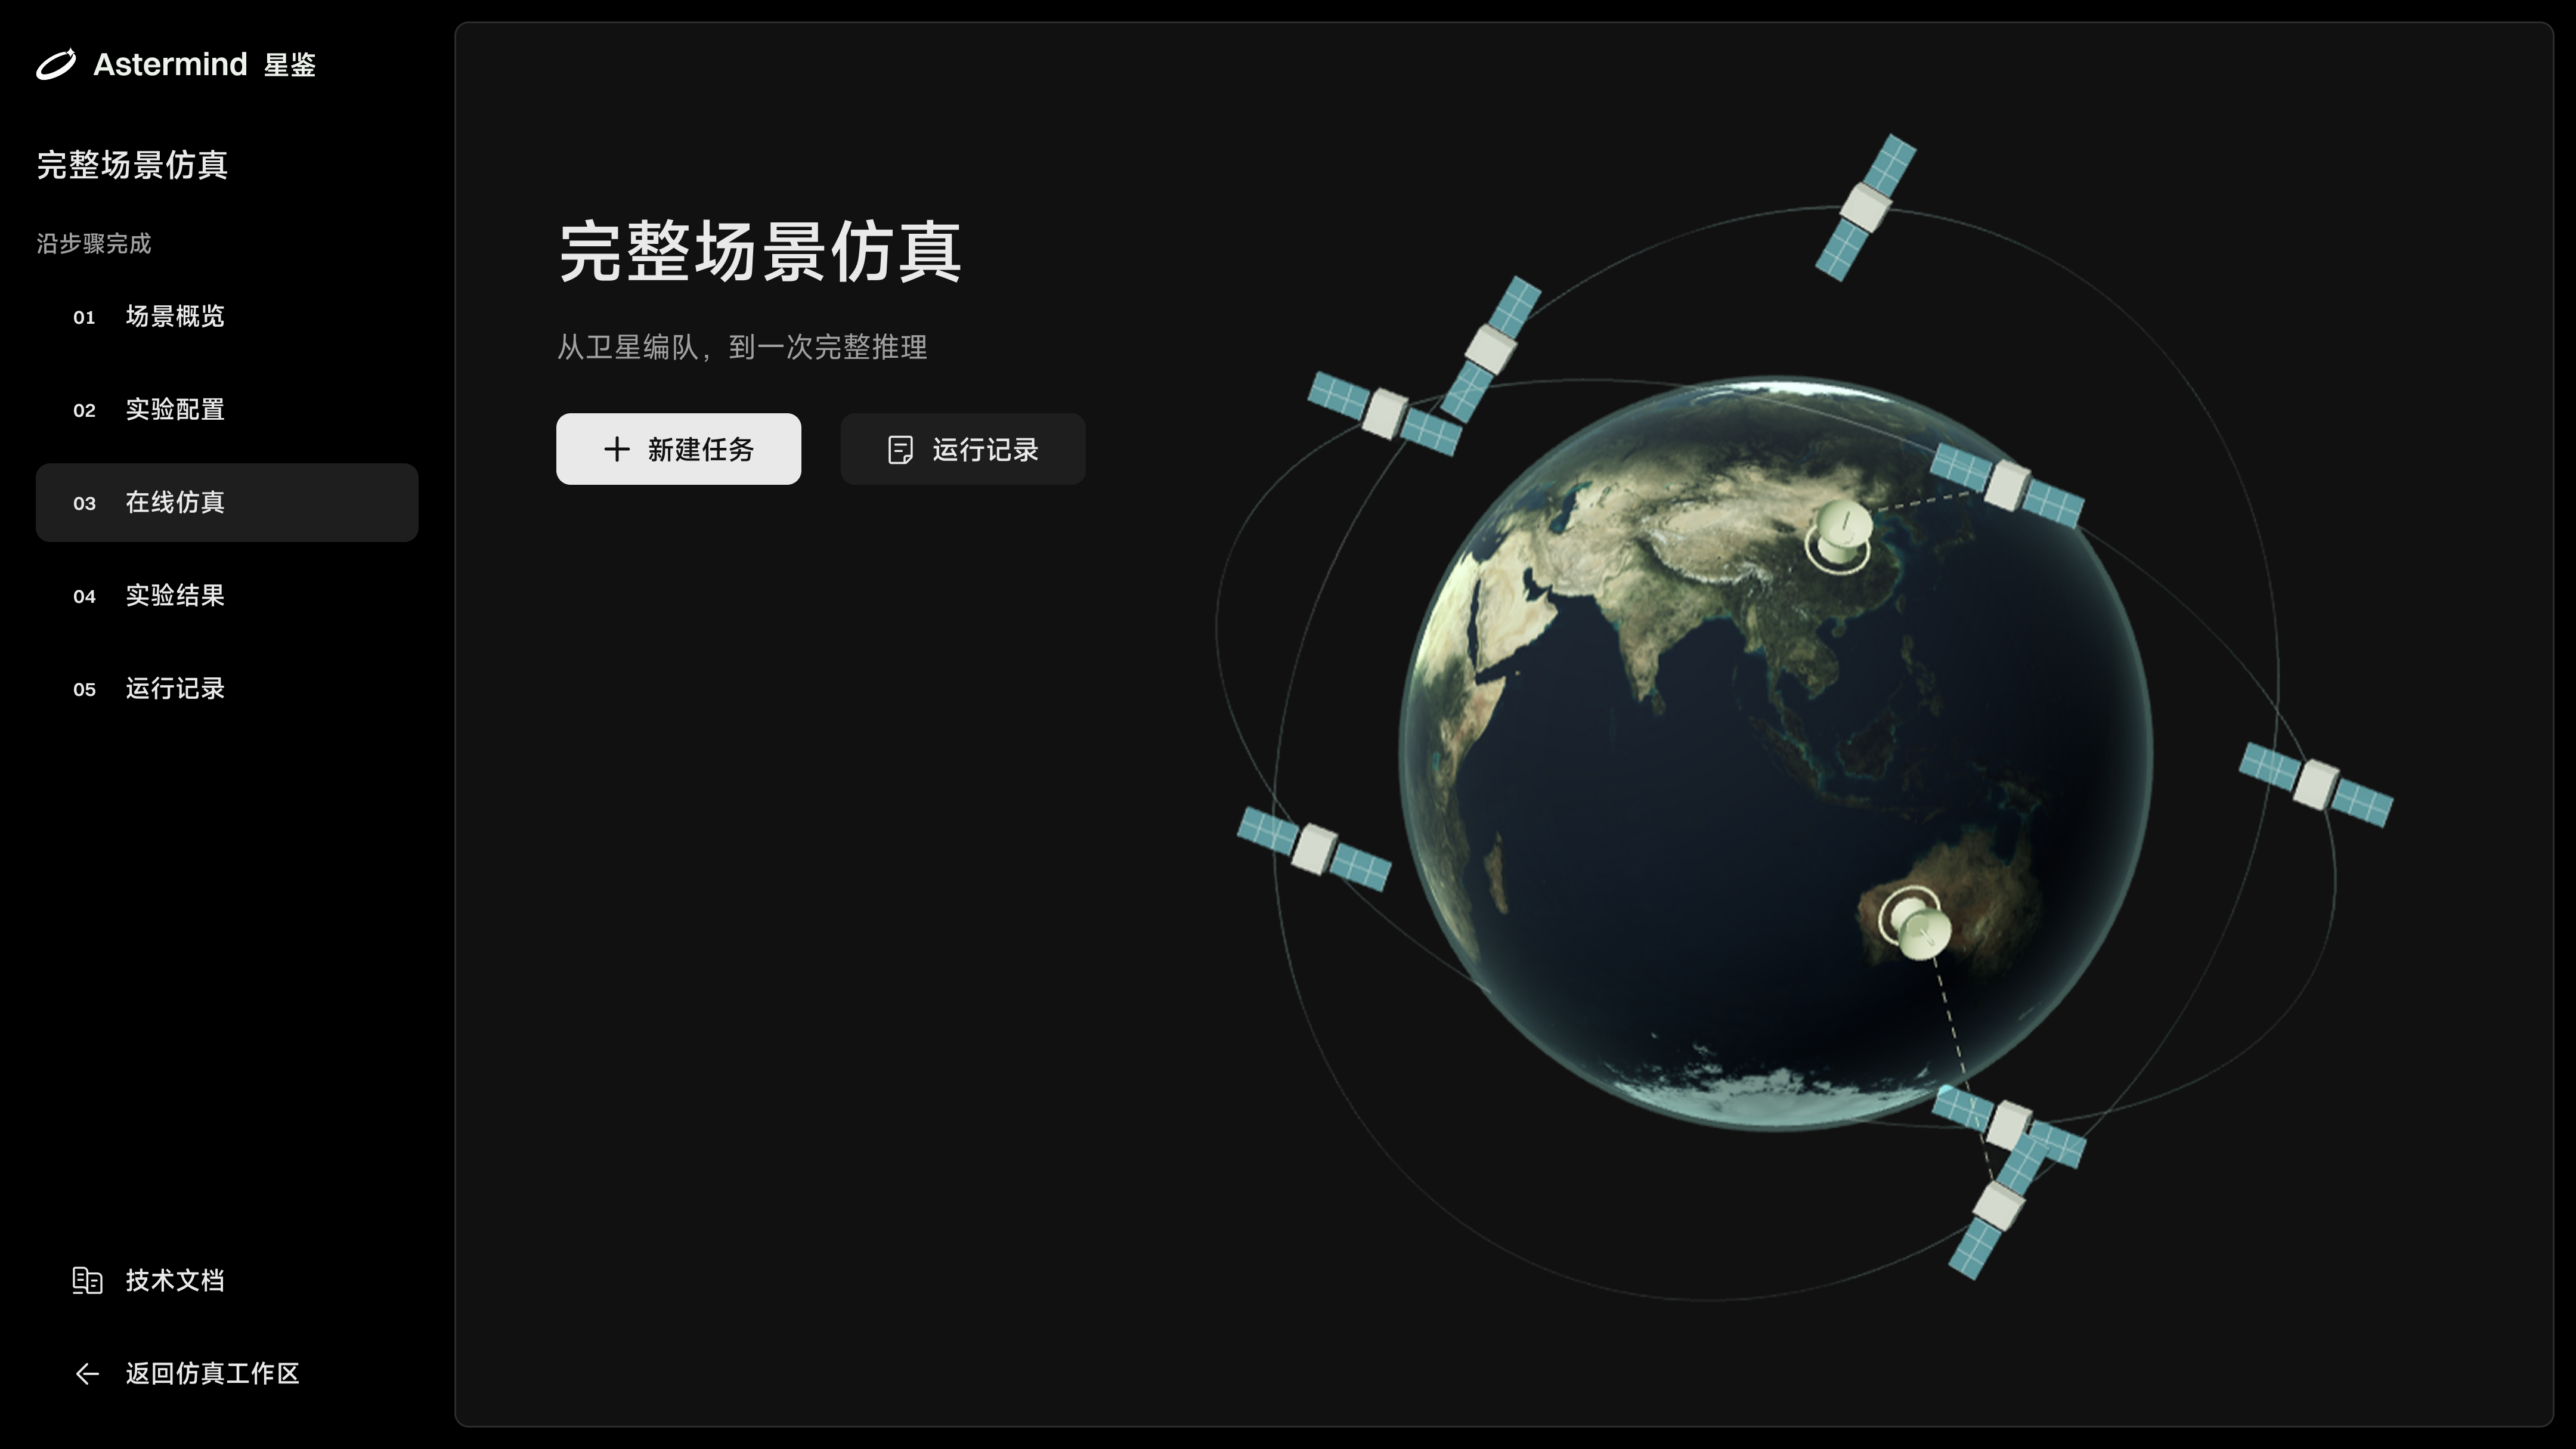 Astermind 星鉴
完整场景仿真
沿步骤完成
01 场景概览
02 实验配置
03 在线仿真
04 实验结果
05 运行记录
技术文档
返回仿真工作区
完整场景仿真
从卫星编队，到一次完整推理
新建任务
运行记录